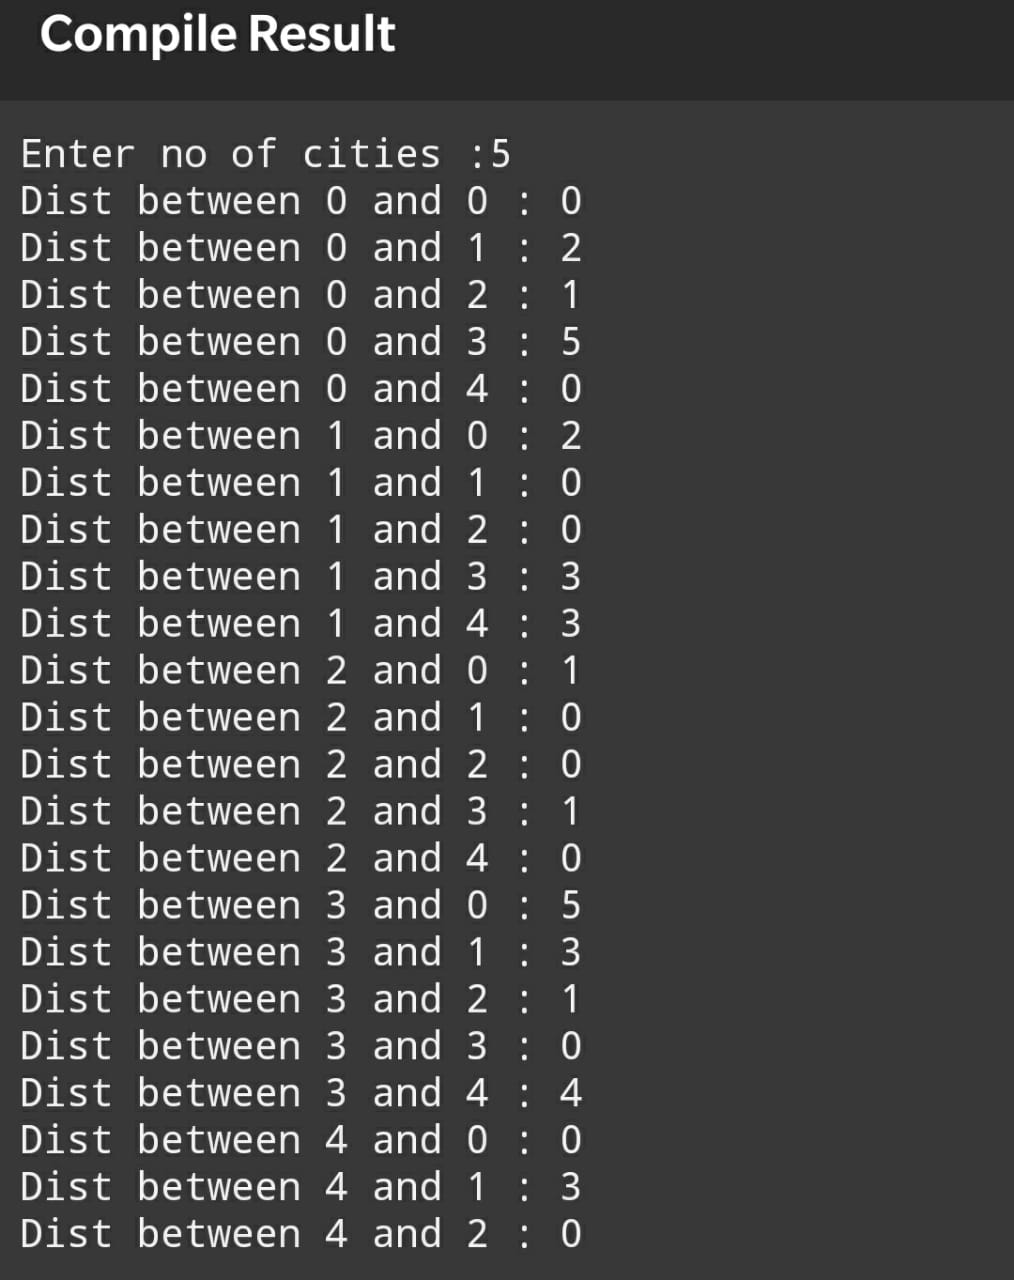 Compile Result
Enter no of cities :5
Dist between 0 and 0 : 0
Dist between 0 and 1 : 2
Dist between 0 and 2 : 1
Dist between 0 and 3 : 5
Dist between 0 and 4 : 0
Dist between 1 and 0 : 2
Dist between 1 and 1 : 0
Dist between 1 and 2 : 0
Dist between 1 and 3 : 3
Dist between 1 and 4 : 3
Dist between 2 and 0 : 1
Dist between 2 and 1 : 0
Dist between 2 and 2 : 0
Dist between 2 and 3 : 1
Dist between 2 and 4 : 0
Dist between 3 and 0 : 5
Dist between 3 and 1 : 3
Dist between 3 and 2 : 1
Dist between 3 and 3 : 0
Dist between 3 and 4 : 4
Dist between 4 and 0 : 0
Dist between 4 and 1 : 3
Dist between 4 and 2 : 0